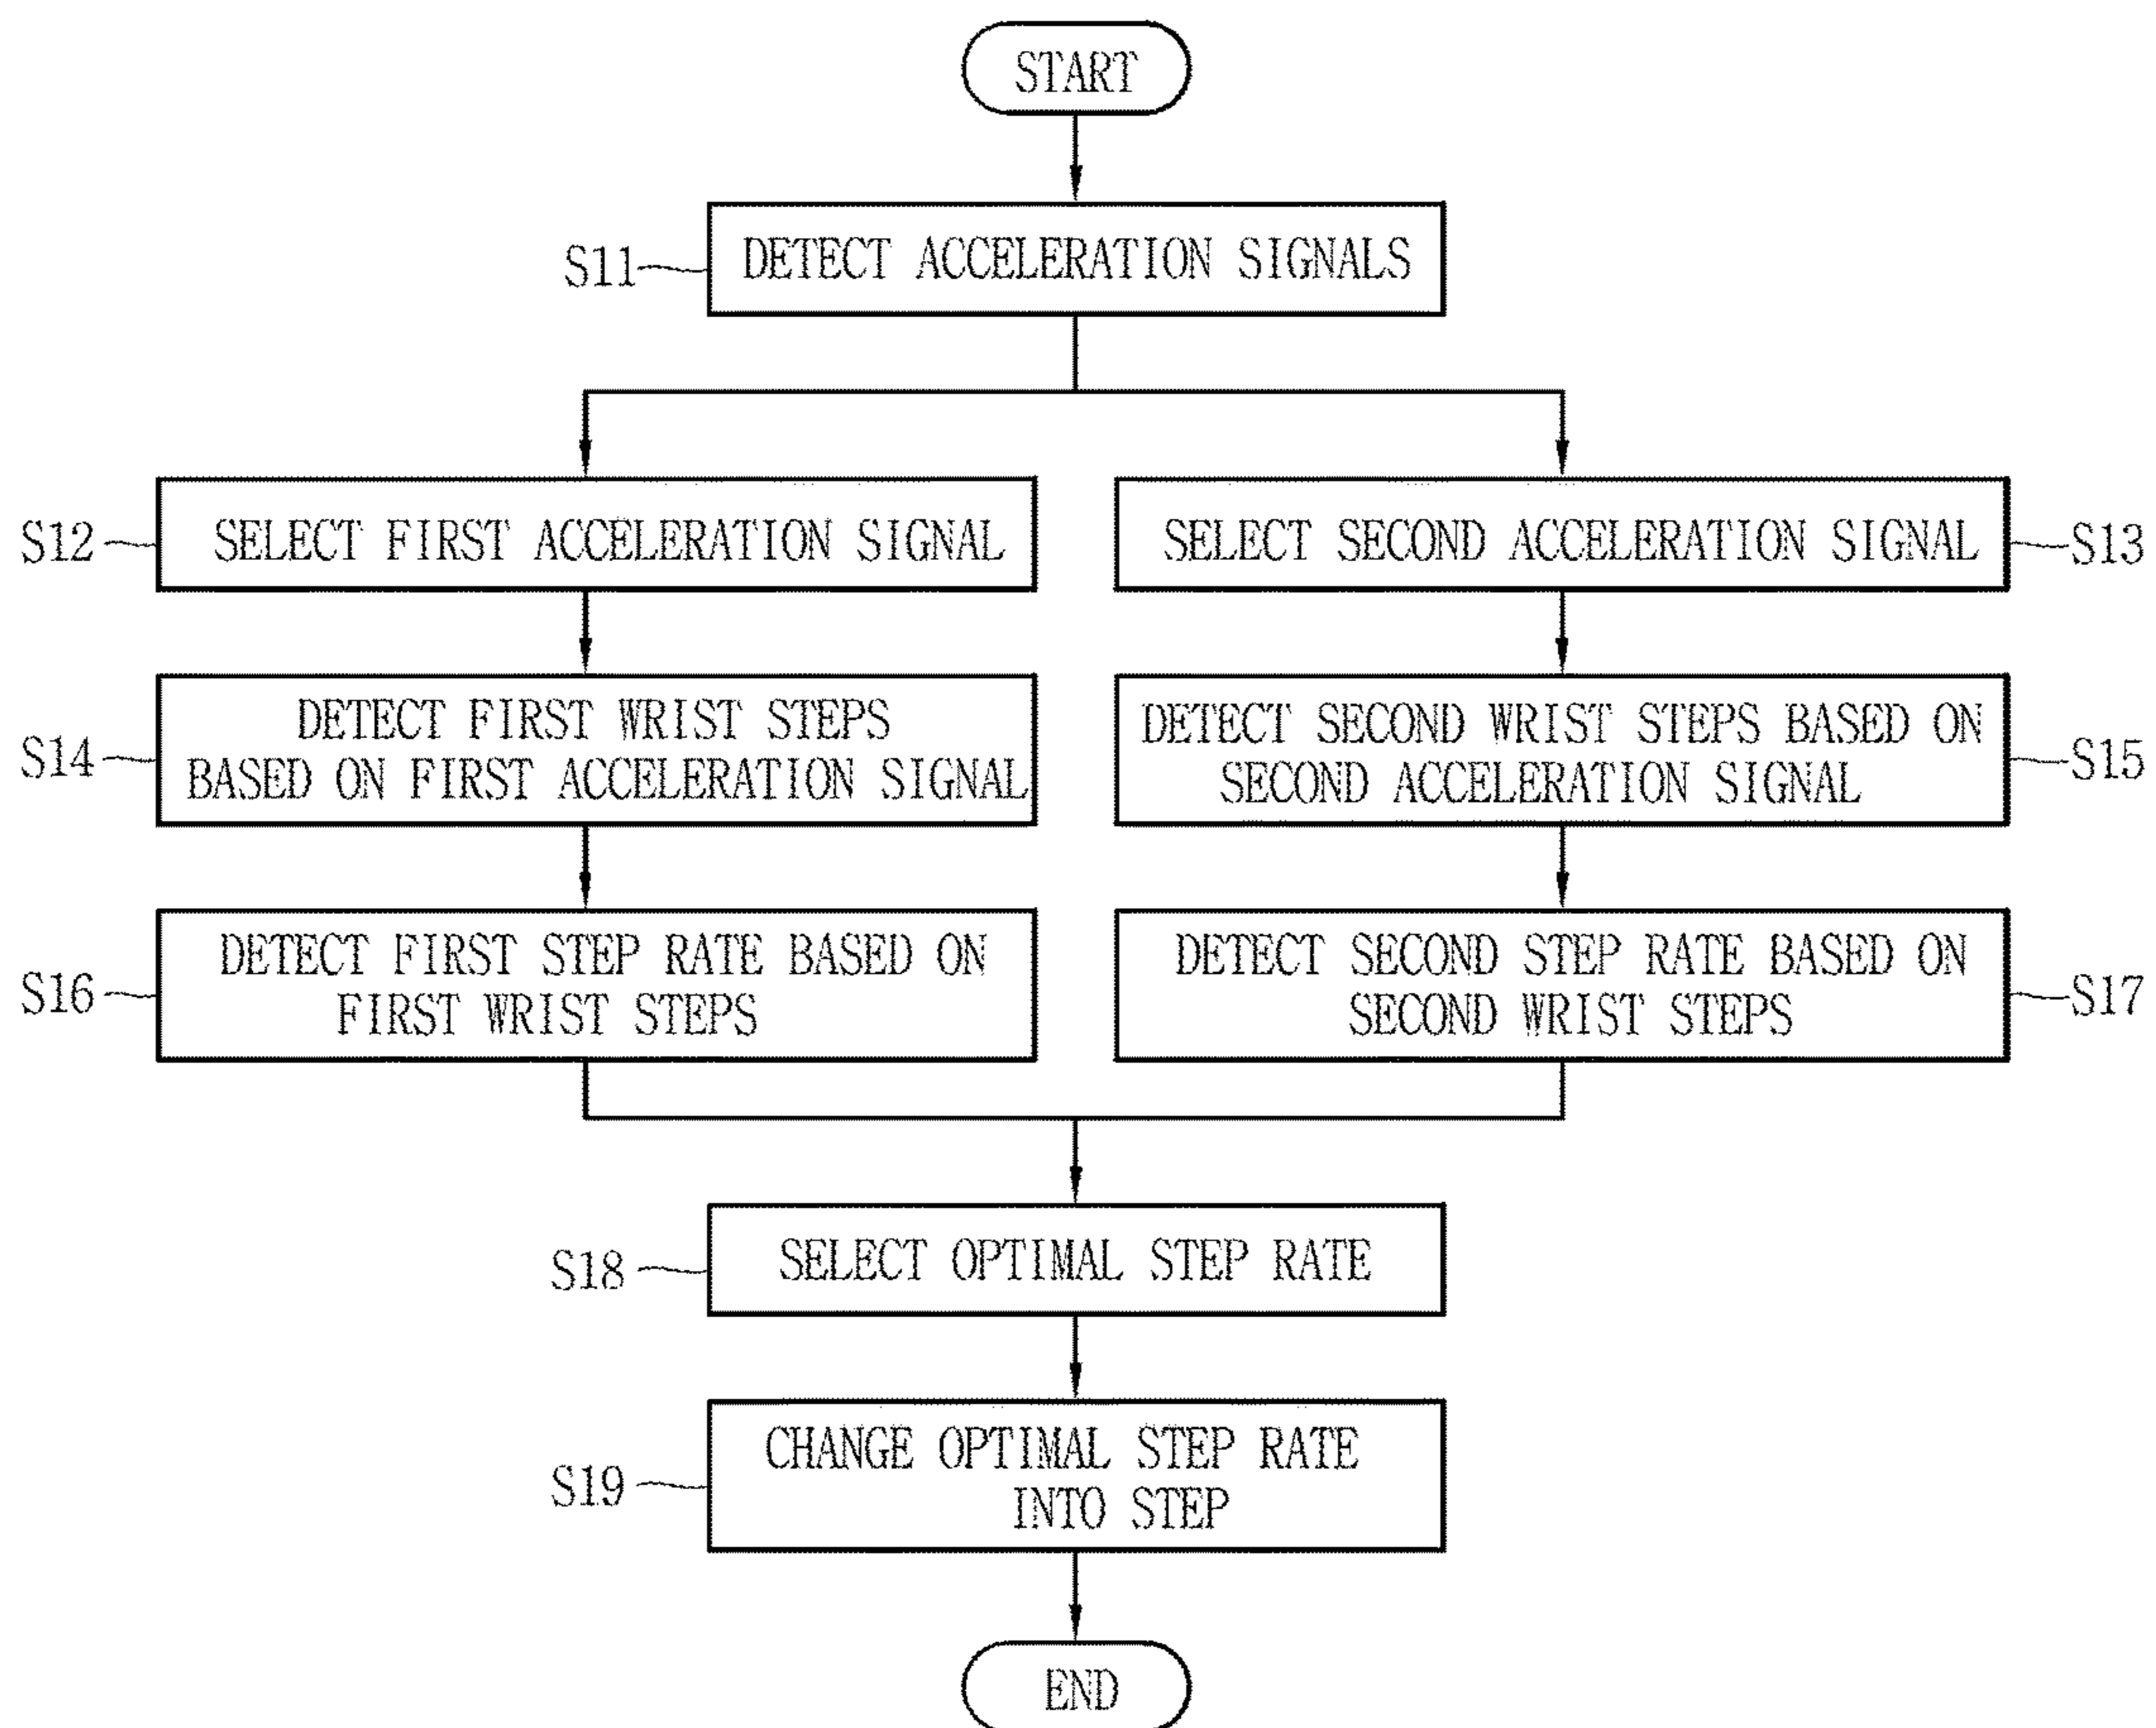 START
S11
DETECT ACCELERATION SIGNALS
S12
SELECT FIRST ACCELERATION SIGNAL
SELECT SECOND ACCELERATION SIGNAL
S13
S14
DETECT FIRST WRIST STEPS
BASED ON FIRST ACCELERATION SIGNAL
DETECT SECOND WRIST STEPS BASED ON
SECOND ACCELERATION SIGNAL
S15
S16
DETECT FIRST STEP RATE BASED ON
FIRST WRIST STEPS
DETECT SECOND STEP RATE BASED ON
SECOND WRIST STEPS
S17
S18
SELECT OPTIMAL STEP RATE
S19
CHANGE OPTIMAL STEP RATE
INTO STEP
END